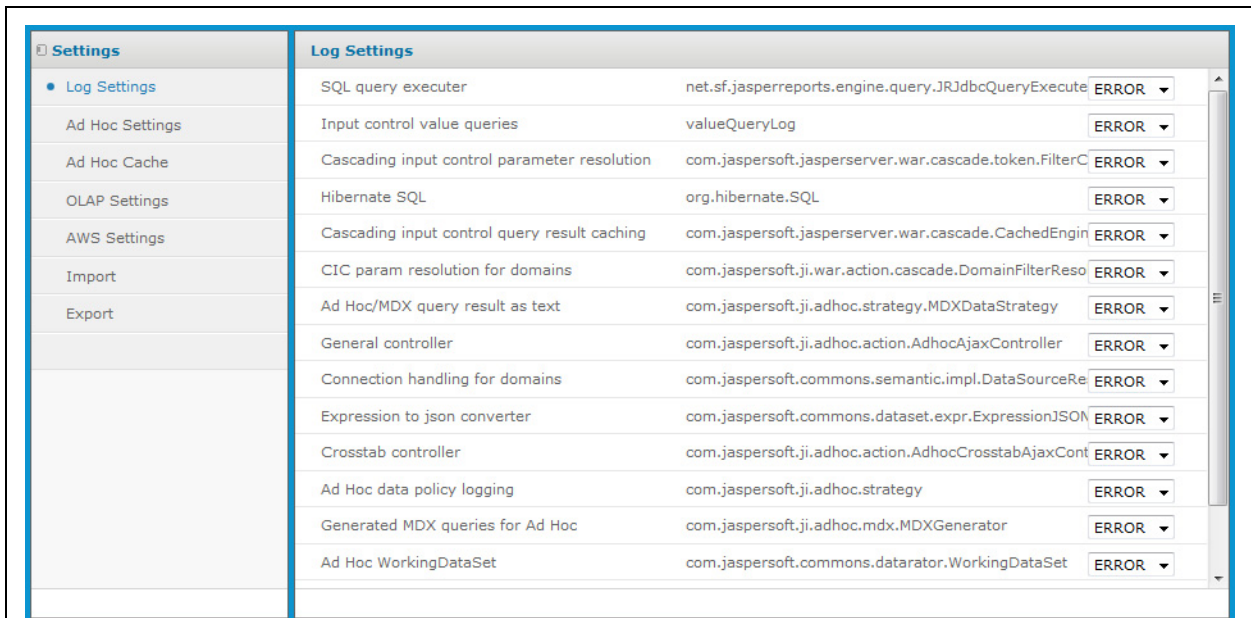 Settings
Log Settings
Ad Hoc Settings
Ad Hoc Cache
OLAP Settings
AWS Settings
Import
Export
Log Settings
SQL query executer net.sf.jasperreports.engine.query.JRJdbcQueryExecute ERROR
Input control value queries valueQueryLog ERROR
Cascading input control parameter resolution com.jaspersoft.jasperserver.war.cascade.token.FilterC ERROR
Hibernate SQL org.hibernate.SQL ERROR
Cascading input control query result caching com.jaspersoft.jasperserver.war.cascade.CachedEngin ERROR
CIC param resolution for domains com.jaspersoft.ji.war.action.cascade.DomainFilterReso ERROR
Ad Hoc/MDX query result as text com.jaspersoft.ji.adhoc.strategy.MDXDataStrategy ERROR
General controller com.jaspersoft.ji.adhoc.action.AdhocAjaxController ERROR
Connection handling for domains com.jaspersoft.commons.semantic.impl.DataSourceRe ERROR
Expression to json converter com.jaspersoft.commons.dataset.expr.ExpressionJSON ERROR
Crosstab controller com.jaspersoft.ji.adhoc.action.AdhocCrosstabAjaxCont ERROR
Ad Hoc data policy logging com.jaspersoft.ji.adhoc.strategy ERROR
Generated MDX queries for Ad Hoc com.jaspersoft.ji.adhoc.mdx.MDXGenerator ERROR
Ad Hoc WorkingDataSet com.jaspersoft.commons.datarator.WorkingDataSet ERROR